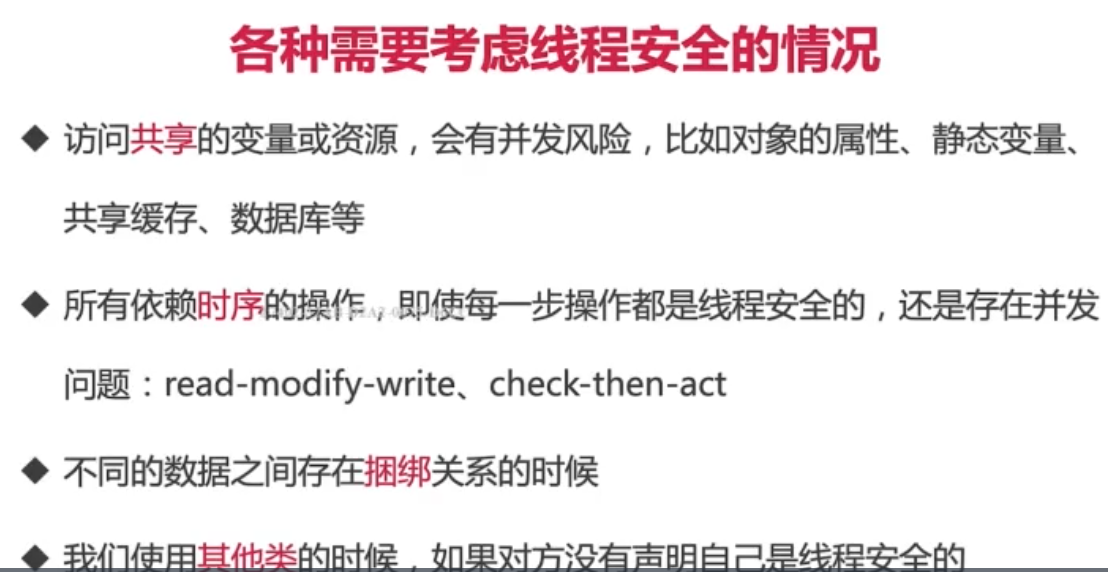 各种需要考虑线程安全的情况
◆ 访问共享的变量或资源，会有并发风险，比如对象的属性、静态变量、
共享缓存、数据库等
◆ 所有依赖时序的操作，即使每一步操作都是线程安全的，还是存在并发
问题：read-modify-write、check-then-act
◆ 不同的数据之间存在捆绑关系的时候
◆ 我们使用其他类的时候，如果对方没有声明自己是线程安全的